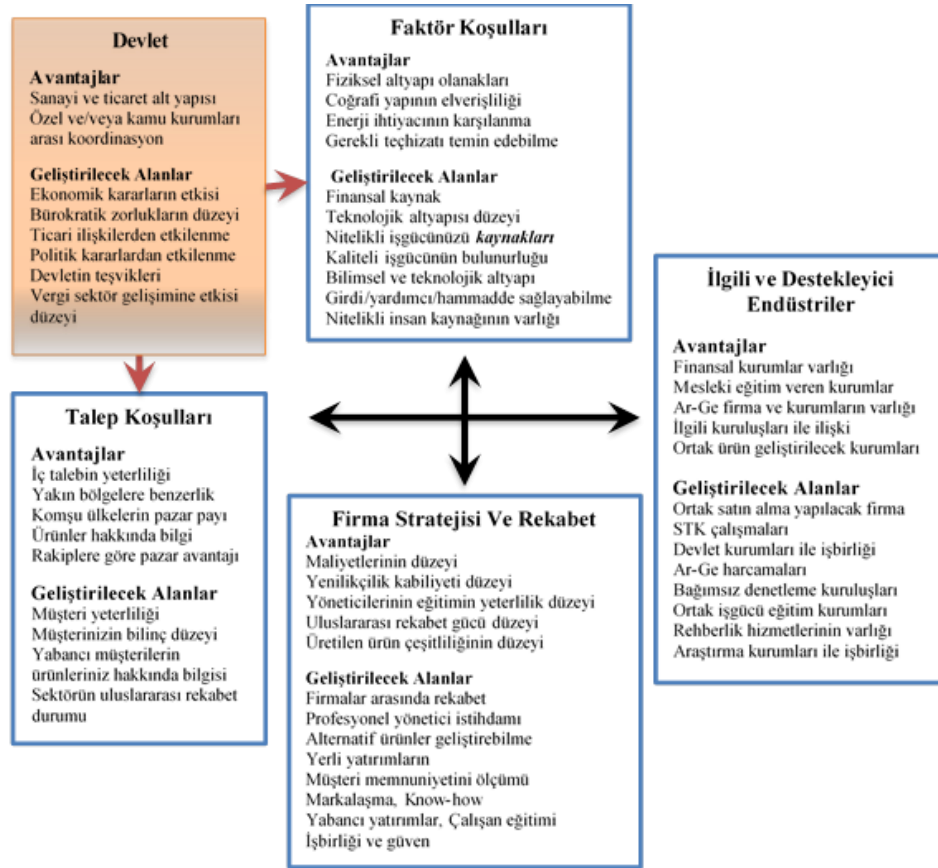 Devlet
Avantajlar
Sanayi ve ticaret alt yapısı
Özel ve/veya kamu kurumları
arası koordinasyon
Geliştirilecek Alanlar
Ekonomik kararların etkisi
Bürokratik zorlukların düzeyi
Ticari ilişkilerden etkilenme
Politik kararlardan etkilenme
Devletin teşvikleri
Vergi sektör gelişimine etkisi
düzeyi
Faktör Koşulları
Avantajlar
Fiziksel altyapı olanakları
Coğrafi yapının elverişliliği
Enerji ihtiyacının karşılanma
Gerekli teçhizatı temin edebilme
Geliştirilecek Alanlar
Finansal kaynak
Teknolojik altyapısı düzeyi
Nitelikli işgücünüzü kaynakları
Kaliteli işgücünün bulunurluğu
Bilimsel ve teknolojik altyapı
Girdi/yardımcı/hammadde sağlayabilme
Nitelikli insan kaynağının varlığı
İlgili ve Destekleyici
Endüstriler
Avantajlar
Finansal kurumlar varlığı
Mesleki eğitim veren kurumlar
Ar-Ge firma ve kurumların varlığı
İlgili kuruluşları ile ilişki
Ortak ürün geliştirilecek kurumları
Geliştirilecek Alanlar
Ortak satın alma yapılacak firma
STK çalışmaları
Devlet kurumları ile işbirliği
Ar-Ge harcamaları
Bağımsız denetleme kuruluşları
Ortak işgücü eğitim kurumları
Rehberlik hizmetlerinin varlığı
Araştırma kurumları ile işbirliği
Talep Koşulları
Avantajlar
İç talebin yeterliliği
Yakın bölgelere benzerlik
Komşu ülkelerin pazar payı
Ürünler hakkında bilgi
Rakiplere göre pazar avantajı
Geliştirilecek Alanlar
Müşteri yeterliliği
Müşterinizin bilinç düzeyi
Yabancı müşterilerin
ürünleriniz hakkında bilgisi
Sektörün uluslararası rekabet
durumu
Firma Stratejisi Ve Rekabet
Avantajlar
Maliyetlerinin düzeyi
Yenilikçilik kabiliyeti düzeyi
Yöneticilerinin eğitimin yeterlilik düzeyi
Uluslararası rekabet gücü düzeyi
Üretilen ürün çeşitliliğinin düzeyi
Geliştirilecek Alanlar
Firmalar arasında rekabet
Profesyonel yönetici istihdamı
Alternatif ürünler geliştirebilme
Yerli yatırımların
Müşteri memnuniyetini ölçümü
Markalaşma, Know-how
Yabancı yatırımlar, Çalışan eğitimi
İşbirliği ve güven